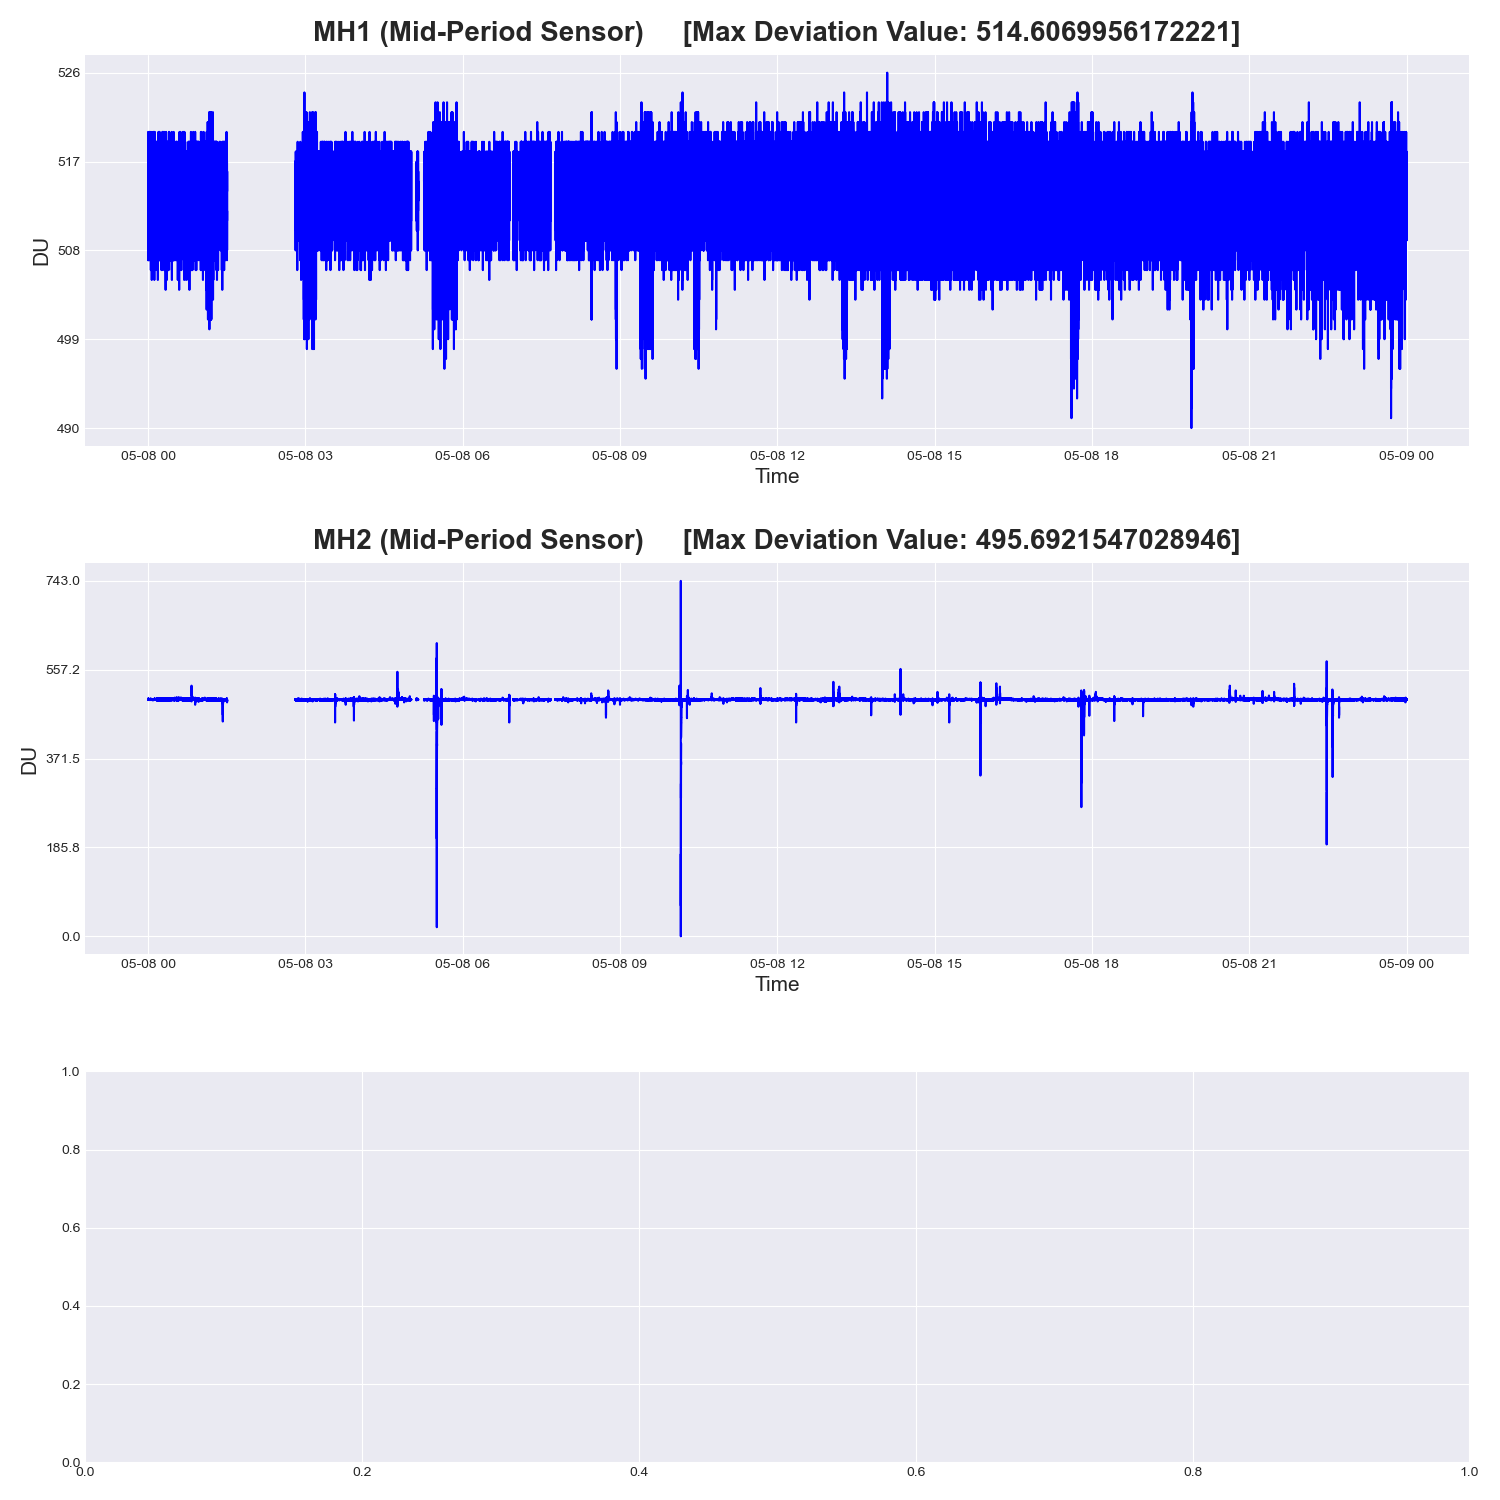 MH1 (Mid-Period Sensor) [Max Deviation Value: 514.6069956172221]
526
517
508
499
490
DU
05-08 00 05-08 03 05-08 06 05-08 09 05-08 12 05-08 15 05-08 18 05-08 21 05-09 00
Time
MH2 (Mid-Period Sensor) [Max Deviation Value: 495.6921547028946]
743.0
557.2
371.5
185.8
0.0
DU
05-08 00 05-08 03 05-08 06 05-08 09 05-08 12 05-08 15 05-08 18 05-08 21 05-09 00
Time
1.0
0.8
0.6
0.4
0.2
0.0
0.0 0.2 0.4 0.6 0.8 1.0